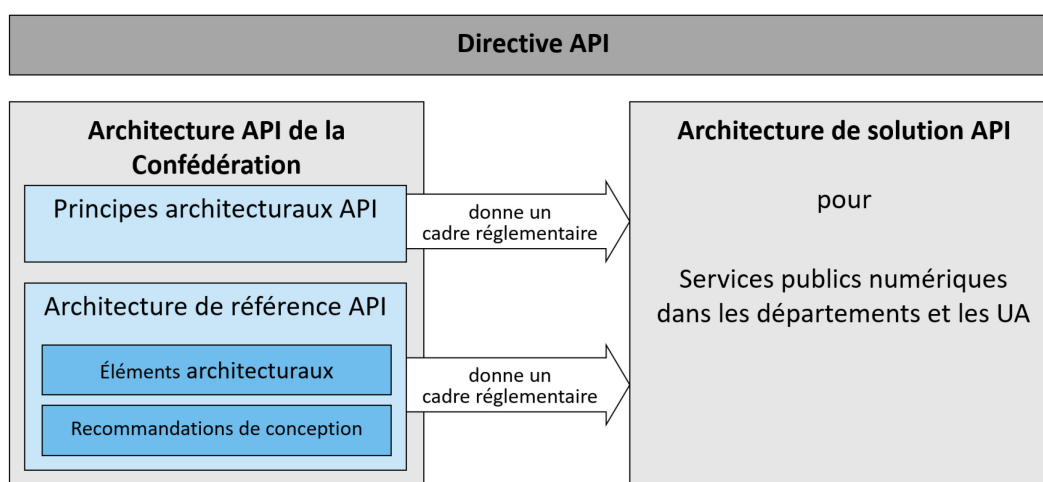 Directive API
Architecture API de la
Confédération
Principes architecturaux API
Architecture de référence API
Éléments architecturaux
Recommandations de conception
donne un
cadre réglementaire
donne un
cadre réglementaire
Architecture de solution API
pour
Services publics numériques
dans les départements et les UA